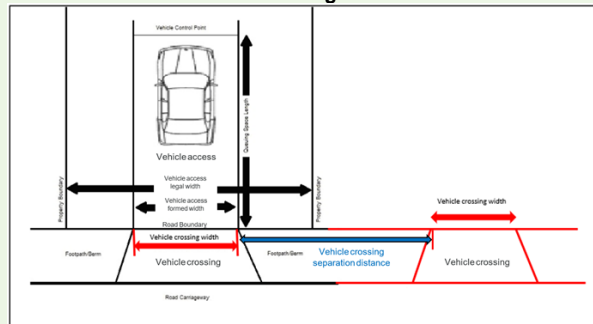 Vehicle Control Point
Queuing Space Length
Vehicle access
Vehicle access
legal width
Property Boundary
Property Boundary
Vehicle access
formed width
Road Boundary
Vehicle crossing width
Vehicle crossing width
Footpath/Berm
Vehicle crossing
Footpath/Berm
Vehicle crossing
separation distance
Vehicle crossing
Road Carriageway